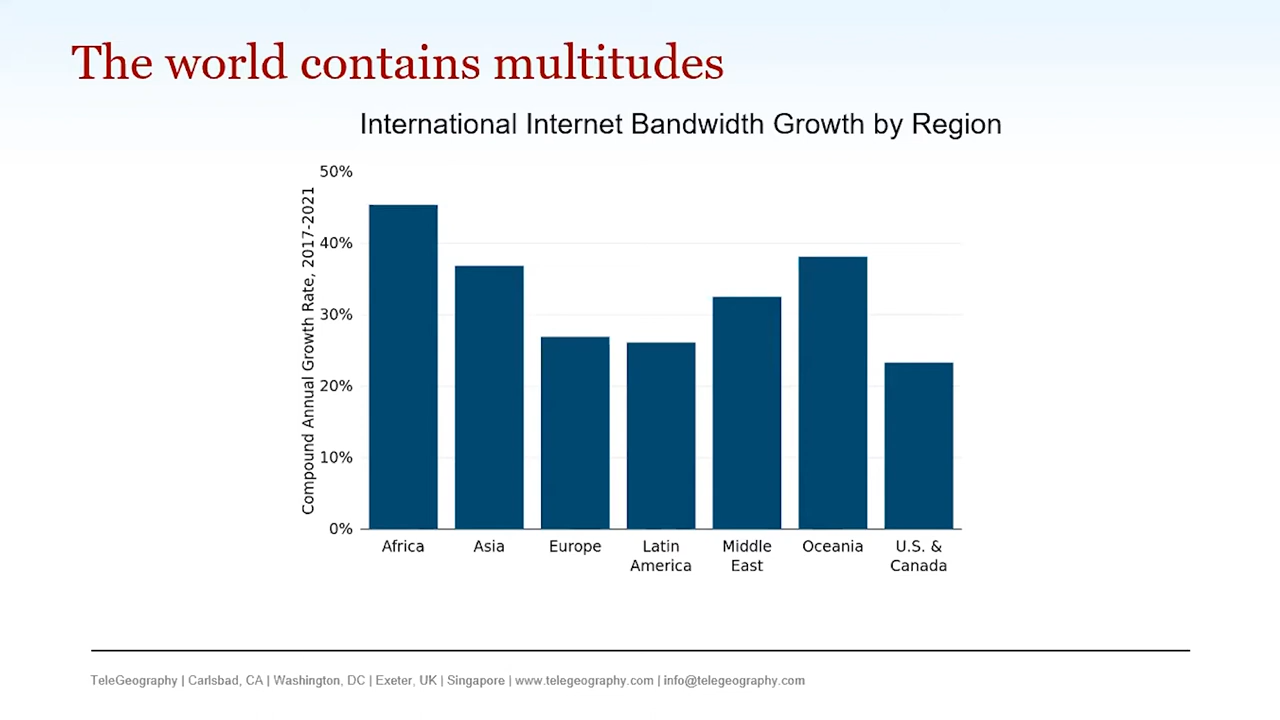 The world contains multitudes
International Internet Bandwidth Growth by Region
Compound Annual Growth Rate, 2017-2021
50%
40%
30%
20%
10%
0%
Africa
Asia
Europe
Latin
America
Middle
East
Oceania
U.S. &
Canada
TeleGeography | Carlsbad, CA | Washington, DC | Exeter, UK | Singapore | www.telegeography.com | info@telegeography.com